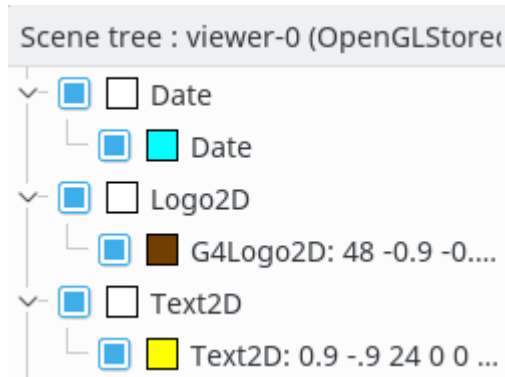 Scene tree : viewer-0 (OpenGLStored
Date
Date
Logo2D
G4Logo2D: 48 -0.9 -0....
Text2D
Text2D: 0.9 -.9 24 0 0 ...